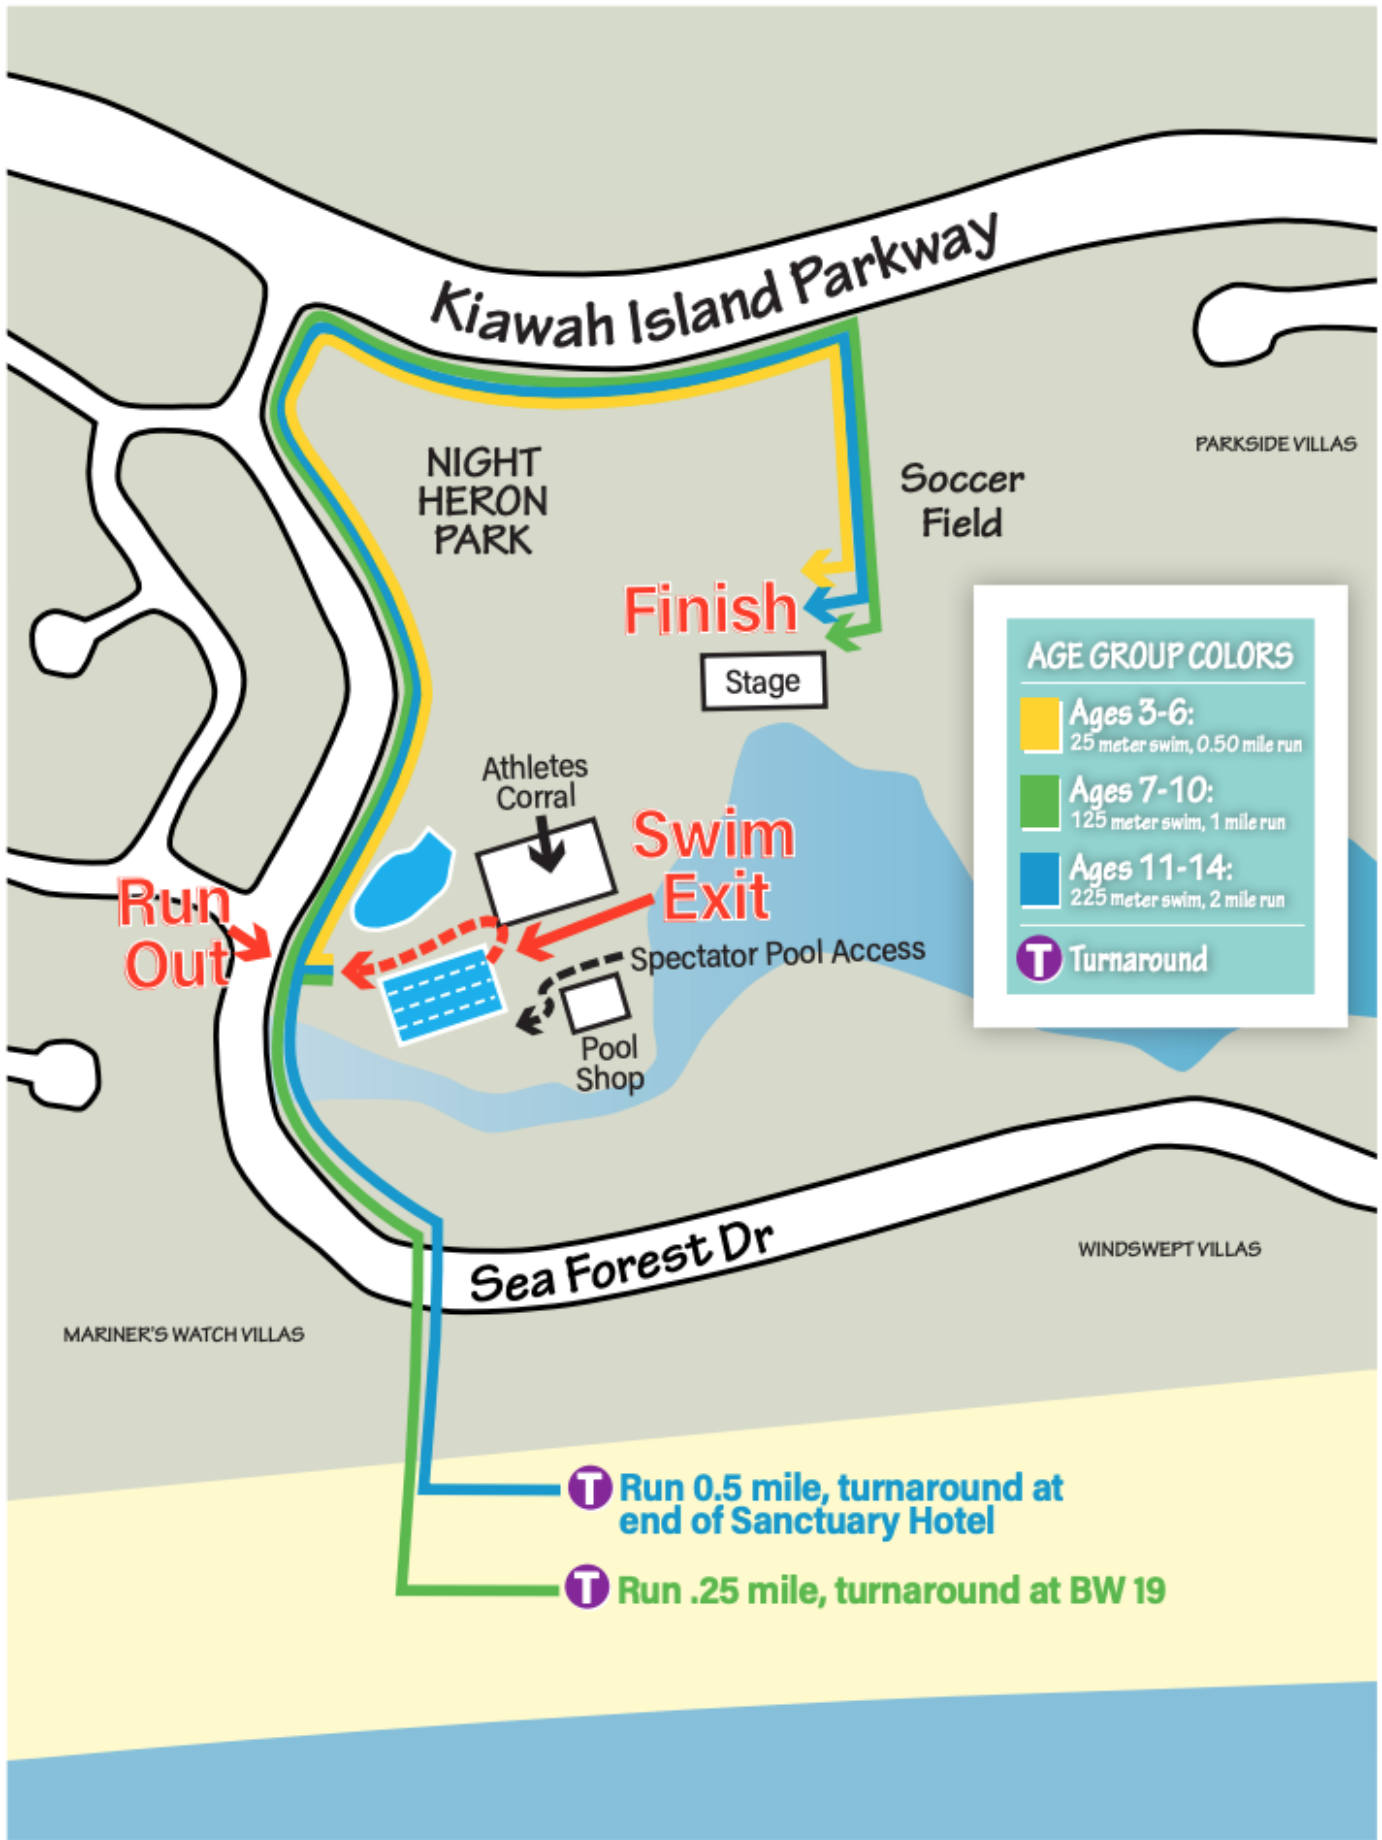 Kiawah Island Parkway
NIGHT
HERON
PARK
PARKSIDE VILLAS
Soccer
Field
Finish
Stage
AGE GROUP COLORS
Ages 3-6:
25 meter swim, 0.50 mile run
Ages 7-10:
125 meter swim, 1 mile run
Ages 11-14:
225 meter swim, 2 mile run
T Turnaround
Athletes
Corral
Swim
Exit
Run
Out
Spectator Pool Access
Pool
Shop
Sea Forest Dr
WINDSWEPT VILLAS
MARINER'S WATCH VILLAS
T Run 0.5 mile, turnaround at
end of Sanctuary Hotel
T Run .25 mile, turnaround at BW 19